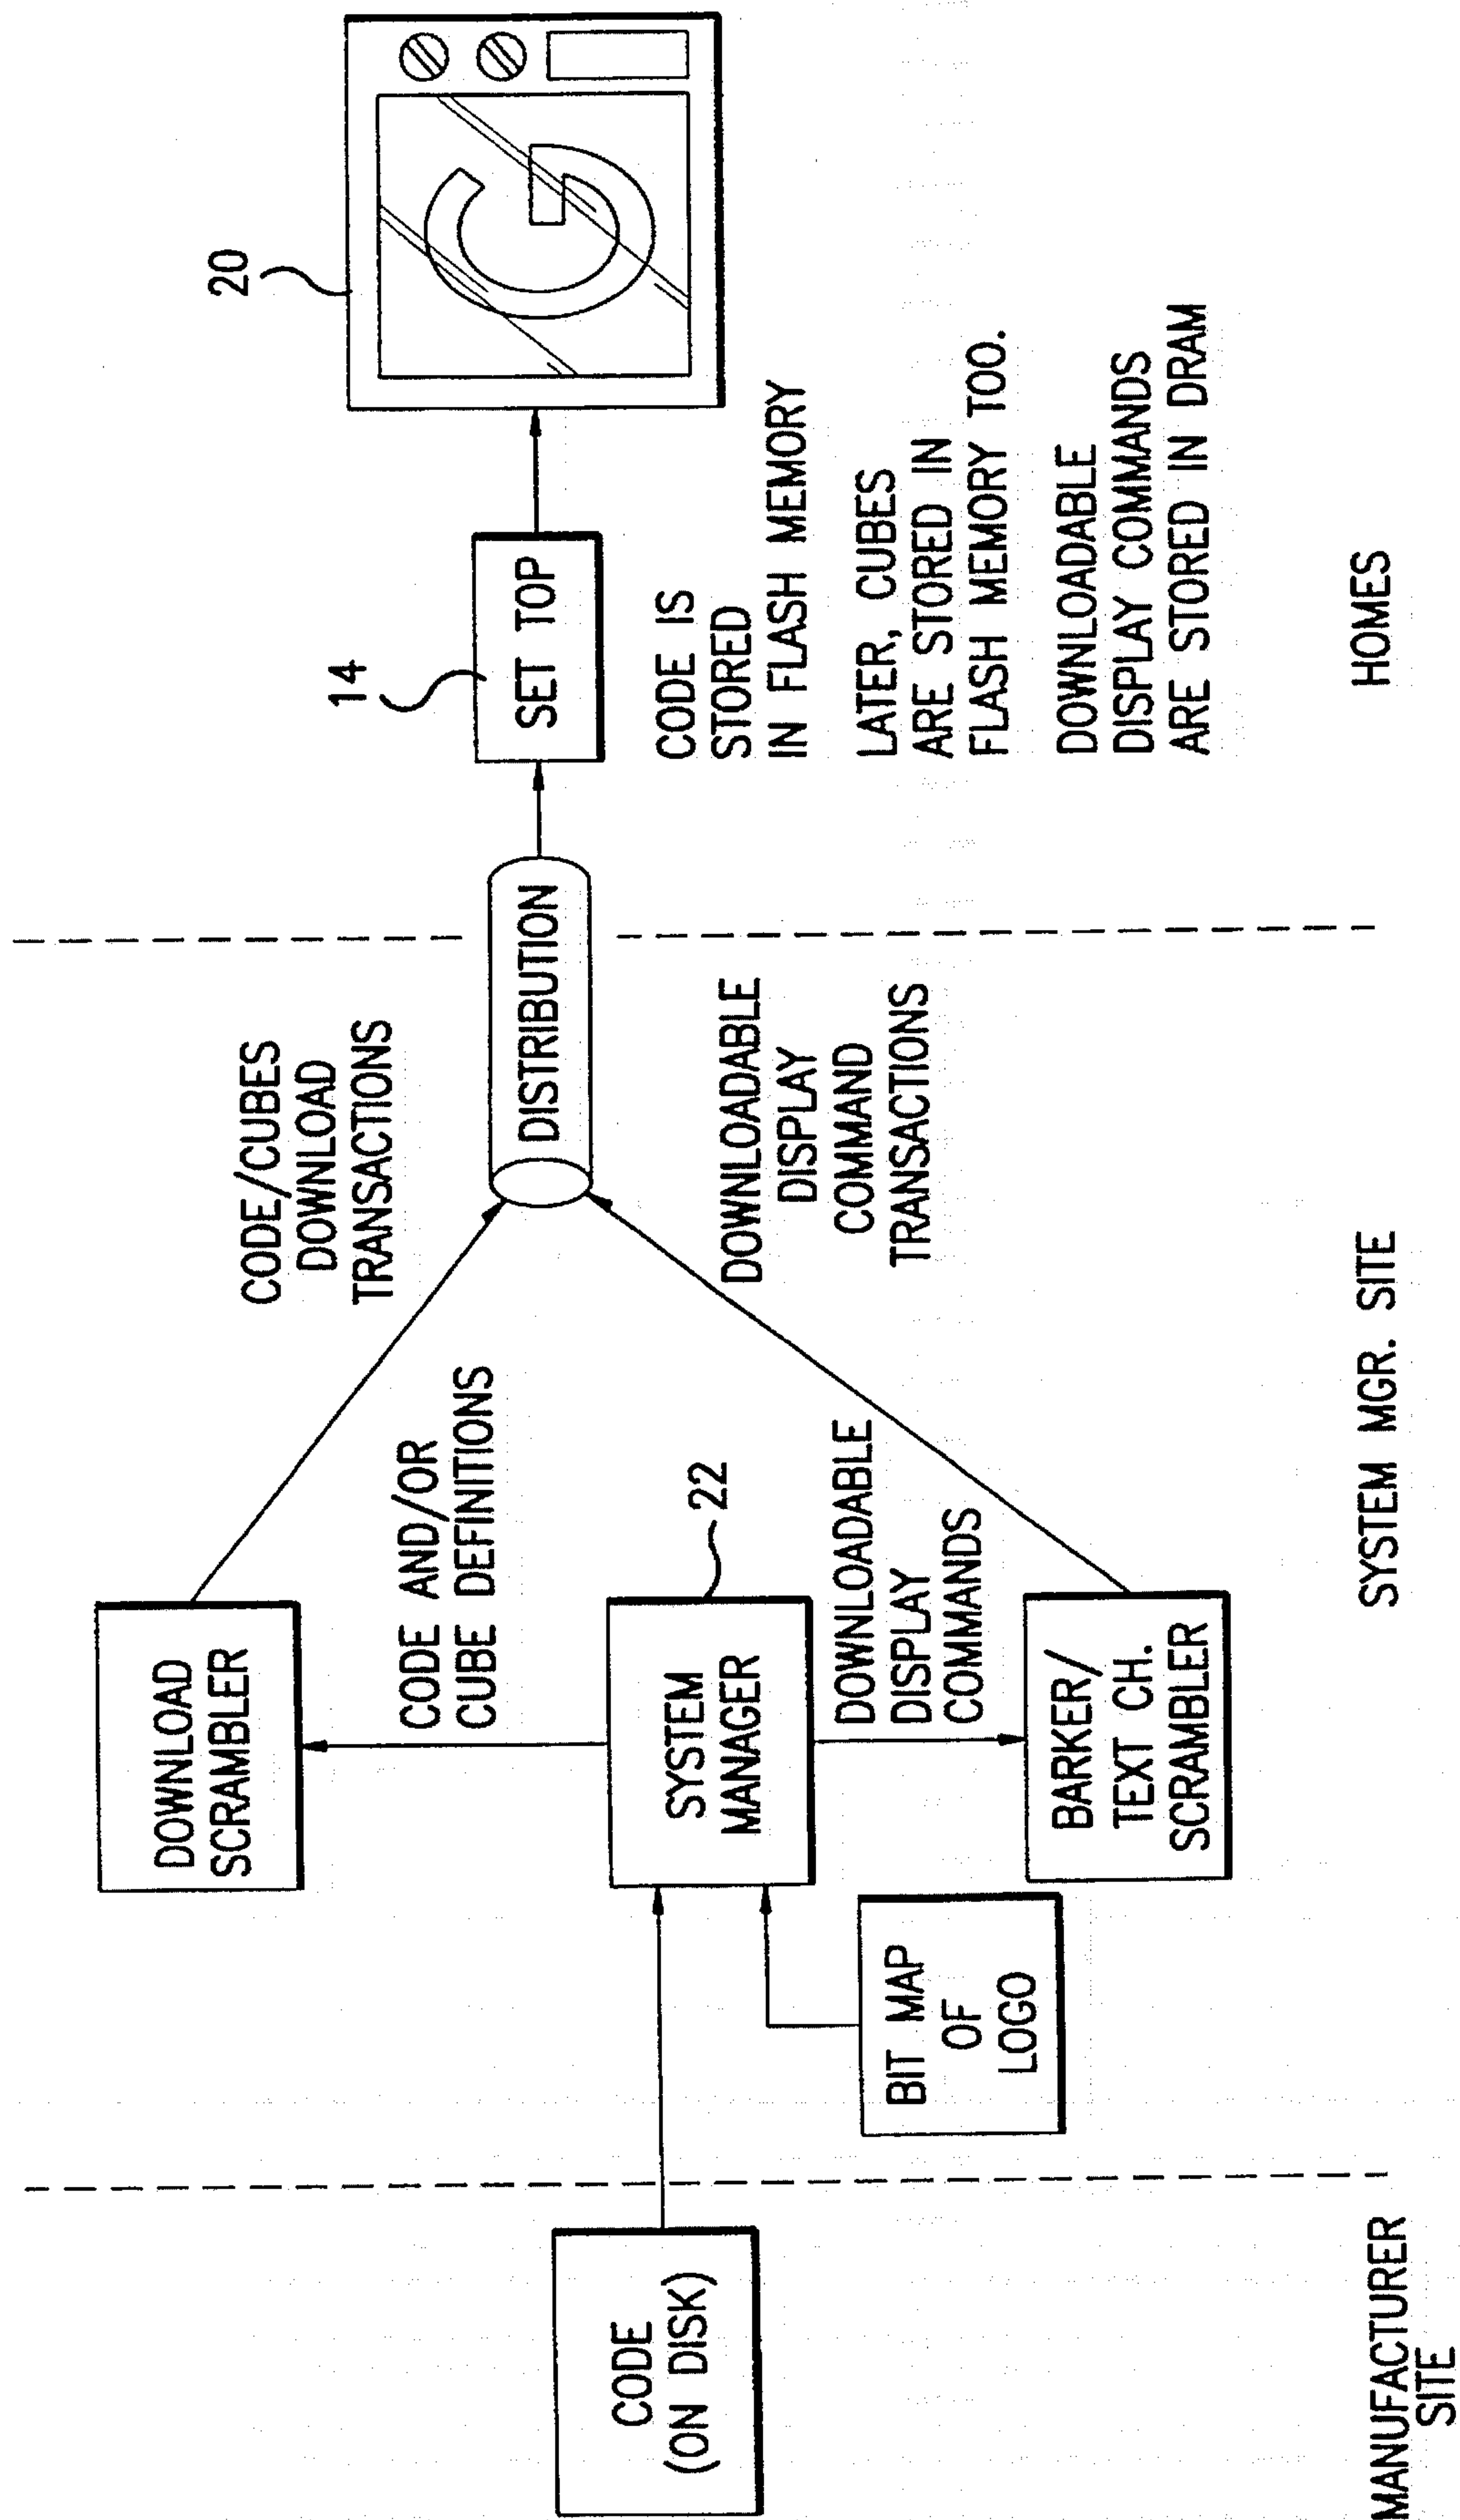 CODE
(ON DISK)
MANUFACTURER
SITE
DOWNLOAD
SCRAMBLER
CODE AND/OR
CUBE DEFINITIONS
SYSTEM
MANAGER
22
DOWNLOADABLE
DISPLAY
COMMANDS
BARKER/
TEXT CH.
SCRAMBLER
BIT MAP
OF
LOGO
CODE/CUBES
DOWNLOAD
TRANSACTIONS
DISTRIBUTION
DOWNLOADABLE
DISPLAY
COMMAND
TRANSACTIONS
SYSTEM MGR. SITE
20
G
14
SET TOP
CODE IS
STORED
IN FLASH MEMORY
LATER, CUBES
ARE STORED IN
FLASH MEMORY TOO.
DOWNLOADABLE
DISPLAY COMMANDS
ARE STORED IN DRAM
HOMES